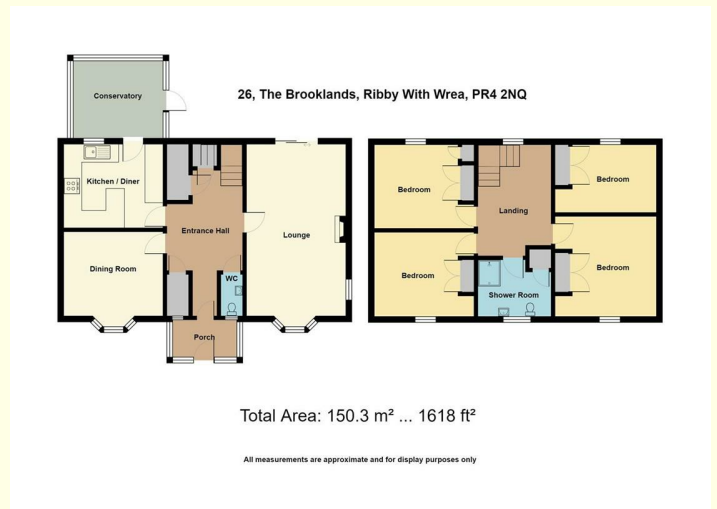 26, The Brooklands, Ribby With Wrea, PR4 2NQ
Conservatory
Kitchen / Diner
Entrance Hall
Lounge
Dining Room
WC
Porch
Bedroom
Bedroom
Landing
Bedroom
Bedroom
Shower Room
Total Area: 150.3 m² ... 1618 ft²
All measurements are approximate and for display purposes only